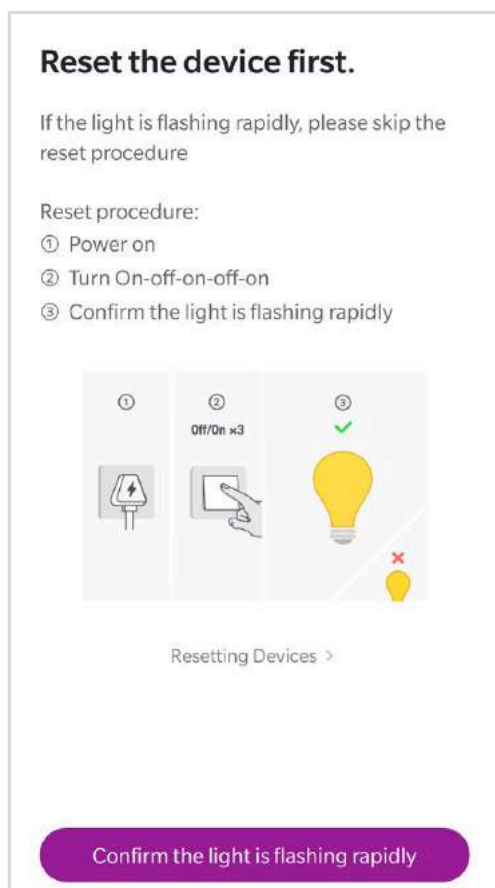 Reset the device first.
If the light is flashing rapidly, please skip the
reset procedure
Reset procedure:
① Power on
② Turn On-off-on-off-on
③ Confirm the light is flashing rapidly
① ② ③
Off/On ×3
Resetting Devices >
Confirm the light is flashing rapidly